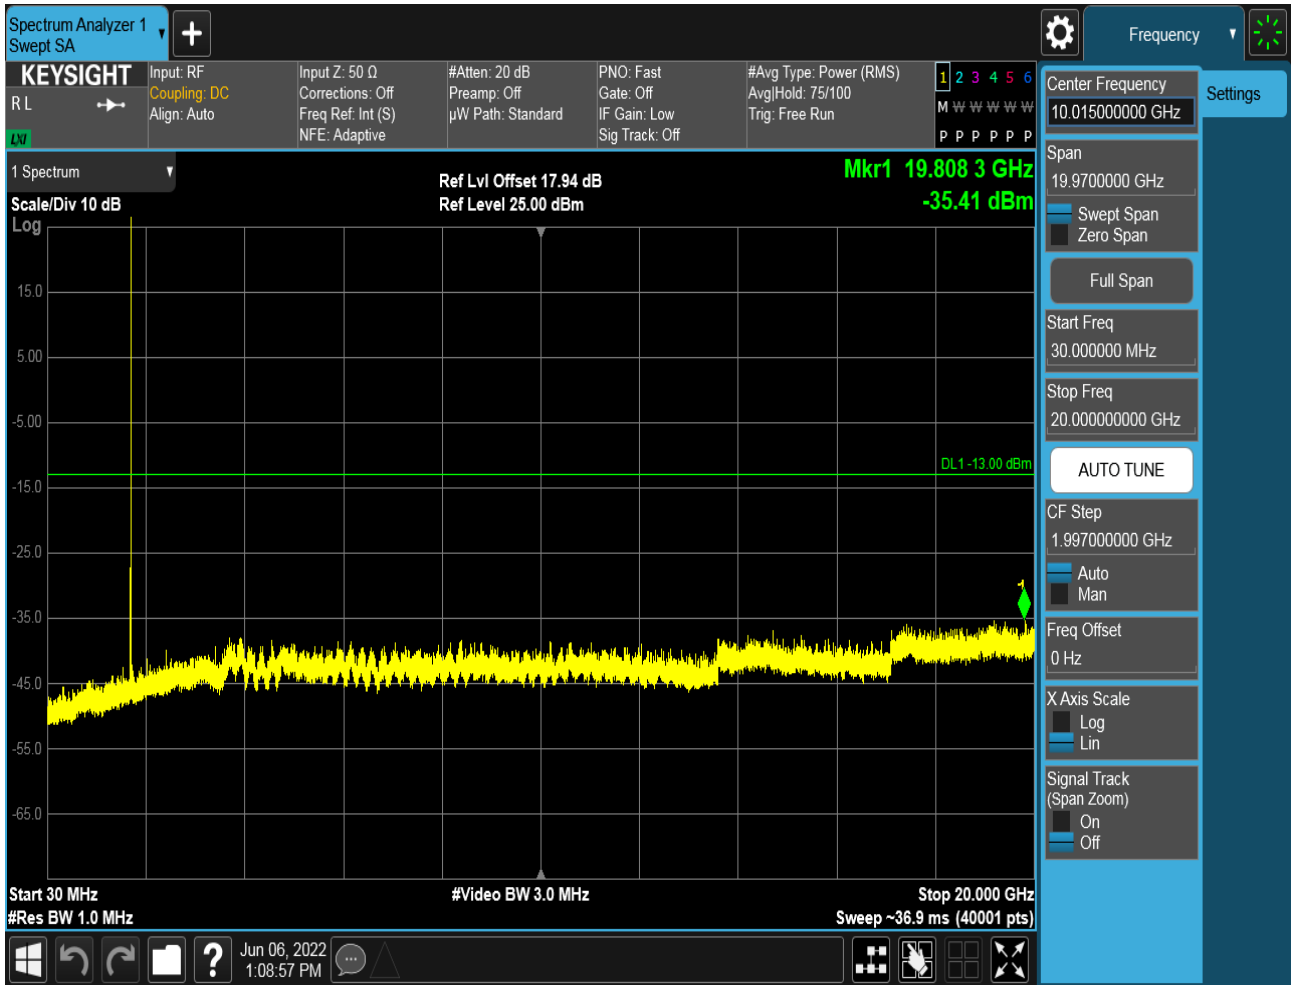 Spectrum Analyzer 1
Swept SA
+
Frequency
KEYSIGHT
R L
LXI
Input: RF
Coupling: DC
Align: Auto
Input Z: 50 Ω
Corrections: Off
Freq Ref: Int (S)
NFE: Adaptive
#Atten: 20 dB
Preamp: Off
µW Path: Standard
PNO: Fast
Gate: Off
IF Gain: Low
Sig Track: Off
#Avg Type: Power (RMS)
Avg|Hold: 75/100
Trig: Free Run
1 2 3 4 5 6
M W W W W W
P P P P P P
1 Spectrum
Scale/Div 10 dB
Log
Ref Lvl Offset 17.94 dB
Ref Level 25.00 dBm
Mkr1 19.808 3 GHz
-35.41 dBm
15.0
5.00
-5.00
-15.0
-25.0
-35.0
-45.0
-55.0
-65.0
DL1 -13.00 dBm
1
Start 30 MHz
#Res BW 1.0 MHz
#Video BW 3.0 MHz
Stop 20.000 GHz
Sweep ~36.9 ms (40001 pts)
Center Frequency
10.015000000 GHz
Settings
Span
19.9700000 GHz
Swept Span
Zero Span
Full Span
Start Freq
30.000000 MHz
Stop Freq
20.000000000 GHz
AUTO TUNE
CF Step
1.997000000 GHz
Auto
Man
Freq Offset
0 Hz
X Axis Scale
Log
Lin
Signal Track
(Span Zoom)
On
Off
?
Jun 06, 2022
1:08:57 PM